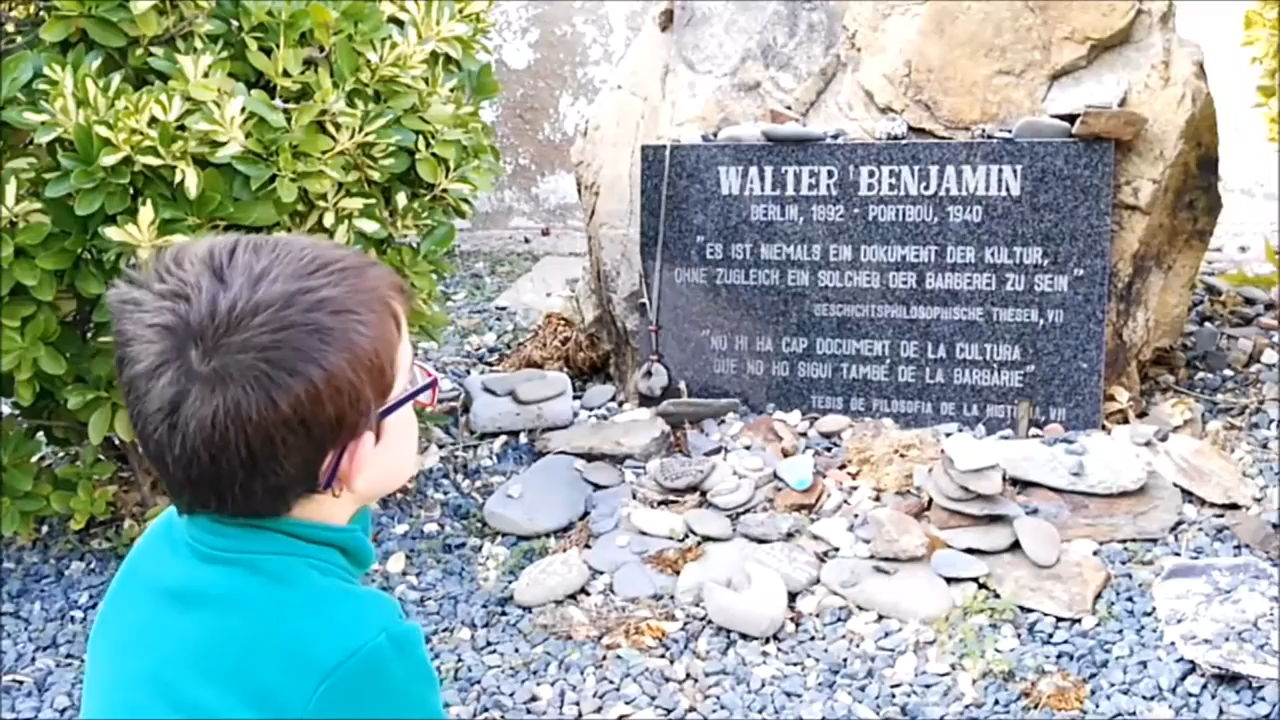 WALTER BENJAMIN
BERLIN, 1892 - PORTBOU, 1940
"ES IST NIEMALS EIN DOKUMENT DER KULTUR,
OHNE ZUGLEICH EIN SOLCHES DER BARBEREI ZU SEIN"
GESCHICHTSPHILOSOPHISCHE THESEN, VII
"NO HI HA CAP DOCUMENT DE LA CULTURA
QUE NO HO SIGUI TAMBÉ DE LA BARBÀRIE"
TESIS DE FILOSOFIA DE LA HISTÒRIA, VII